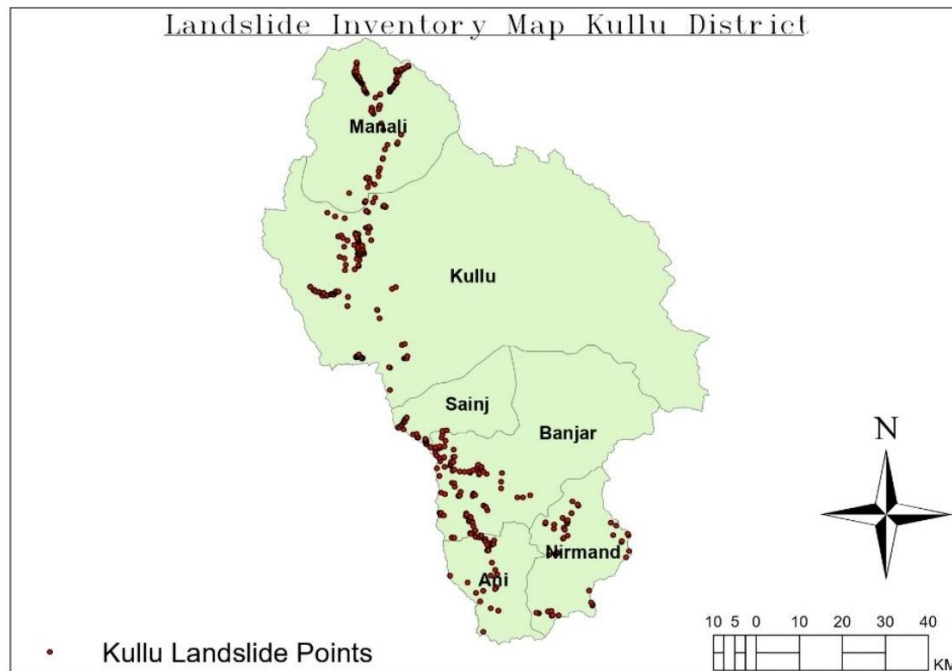 Landslide Inventory Map Kullu District
Manali
Kullu
Sainj
Banjar
N
Nirmand
Ani
10 5 0 10 20 30 40
KM
Kullu Landslide Points